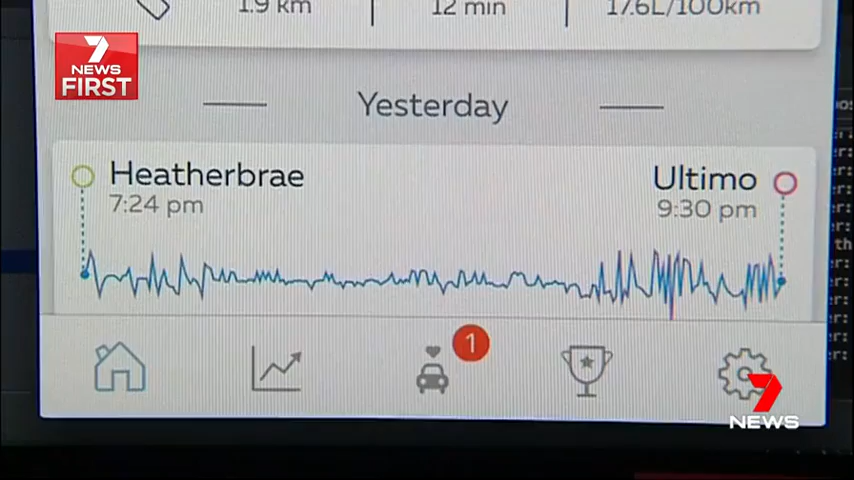 1.9 km
12 min
17.6L/100km
7
NEWS
FIRST
Yesterday
Heatherbrae
7:24 pm
Ultimo
9:30 pm
1
7
NEWS